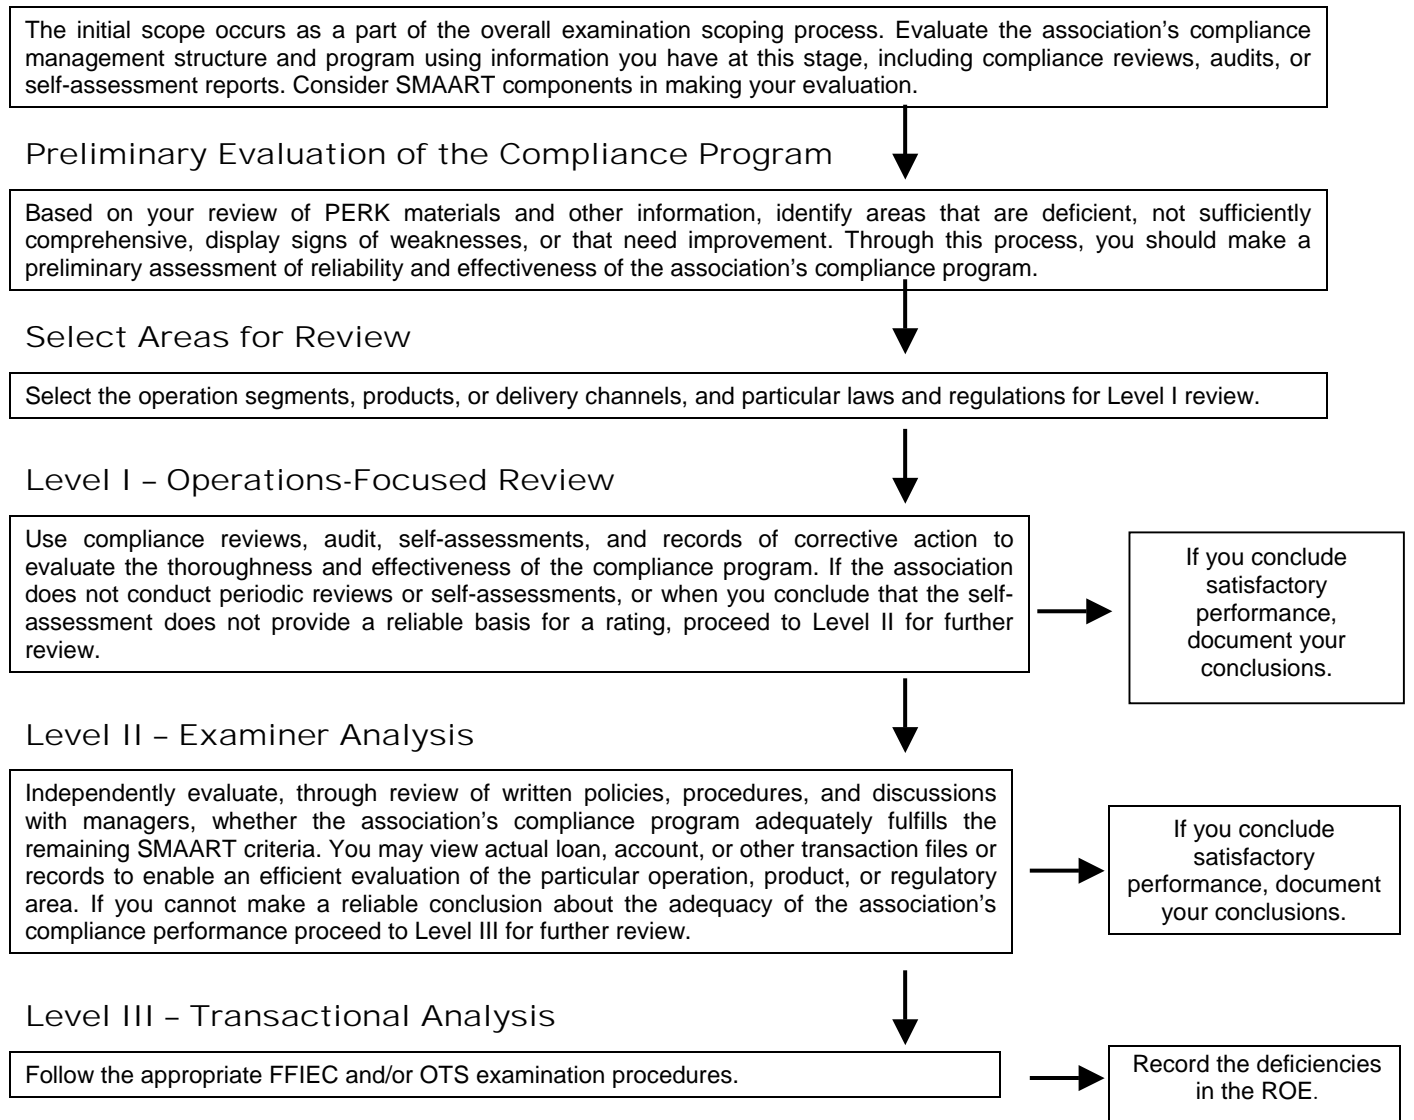 The initial scope occurs as a part of the overall examination scoping process. Evaluate the association’s compliance
management structure and program using information you have at this stage, including compliance reviews, audits, or
self-assessment reports. Consider SMAART components in making your evaluation.
Preliminary Evaluation of the Compliance Program
Based on your review of PERK materials and other information, identify areas that are deficient, not sufficiently
comprehensive, display signs of weaknesses, or that need improvement. Through this process, you should make a
preliminary assessment of reliability and effectiveness of the association’s compliance program.
Select Areas for Review
Select the operation segments, products, or delivery channels, and particular laws and regulations for Level I review.
Level I – Operations-Focused Review
Use compliance reviews, audit, self-assessments, and records of corrective action to
evaluate the thoroughness and effectiveness of the compliance program. If the association
does not conduct periodic reviews or self-assessments, or when you conclude that the self-
assessment does not provide a reliable basis for a rating, proceed to Level II for further
review.
If you conclude
satisfactory
performance,
document your
conclusions.
Level II – Examiner Analysis
Independently evaluate, through review of written policies, procedures, and discussions
with managers, whether the association’s compliance program adequately fulfills the
remaining SMAART criteria. You may view actual loan, account, or other transaction files or
records to enable an efficient evaluation of the particular operation, product, or regulatory
area. If you cannot make a reliable conclusion about the adequacy of the association’s
compliance performance proceed to Level III for further review.
If you conclude
satisfactory
performance, document
your conclusions.
Level III – Transactional Analysis
Follow the appropriate FFIEC and/or OTS examination procedures.
Record the deficiencies
in the ROE.